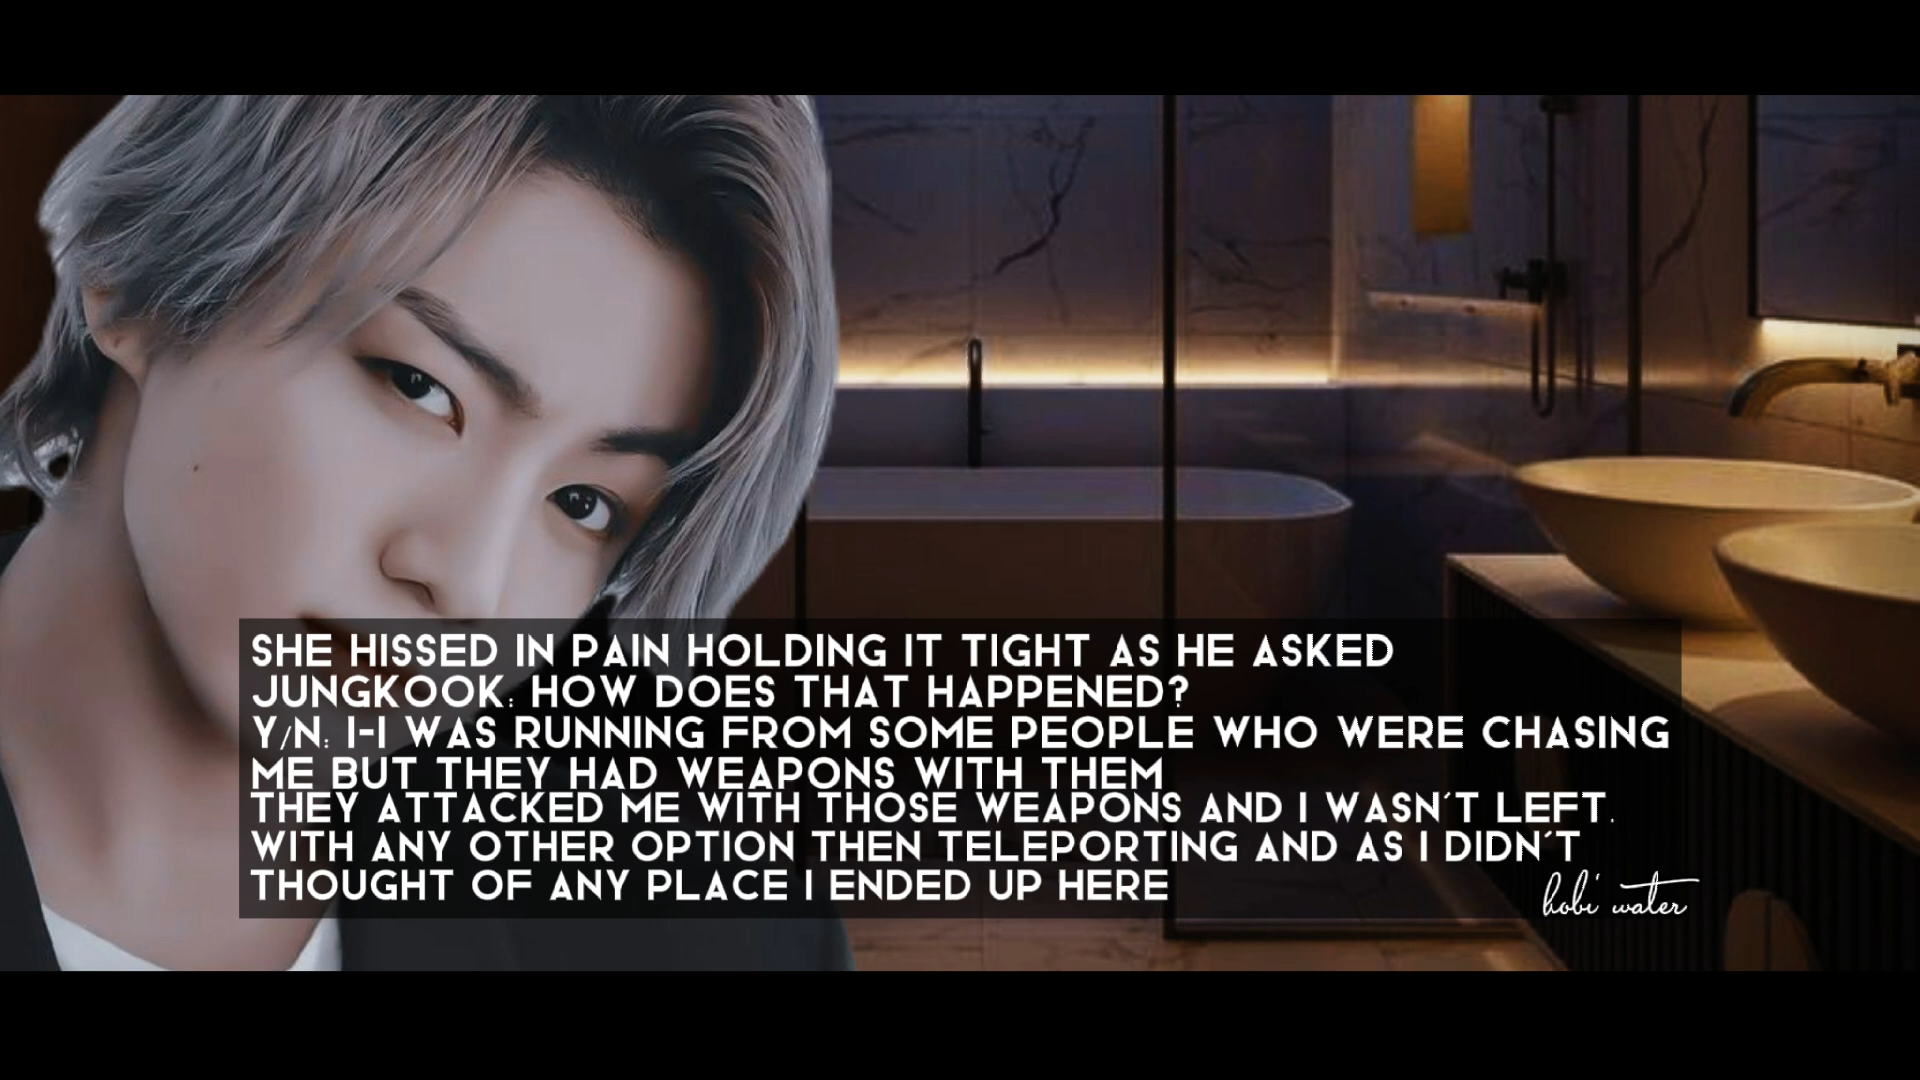 SHE HISSED IN PAIN HOLDING IT TIGHT AS HE ASKED
JUNGKOOK: HOW DOES THAT HAPPENED?
Y/N: I-I WAS RUNNING FROM SOME PEOPLE WHO WERE CHASING
ME BUT THEY HAD WEAPONS WITH THEM
THEY ATTACKED ME WITH THOSE WEAPONS AND I WASN'T LEFT.
WITH ANY OTHER OPTION THEN TELEPORTING AND AS I DIDN'T
THOUGHT OF ANY PLACE I ENDED UP HERE
hobi' water